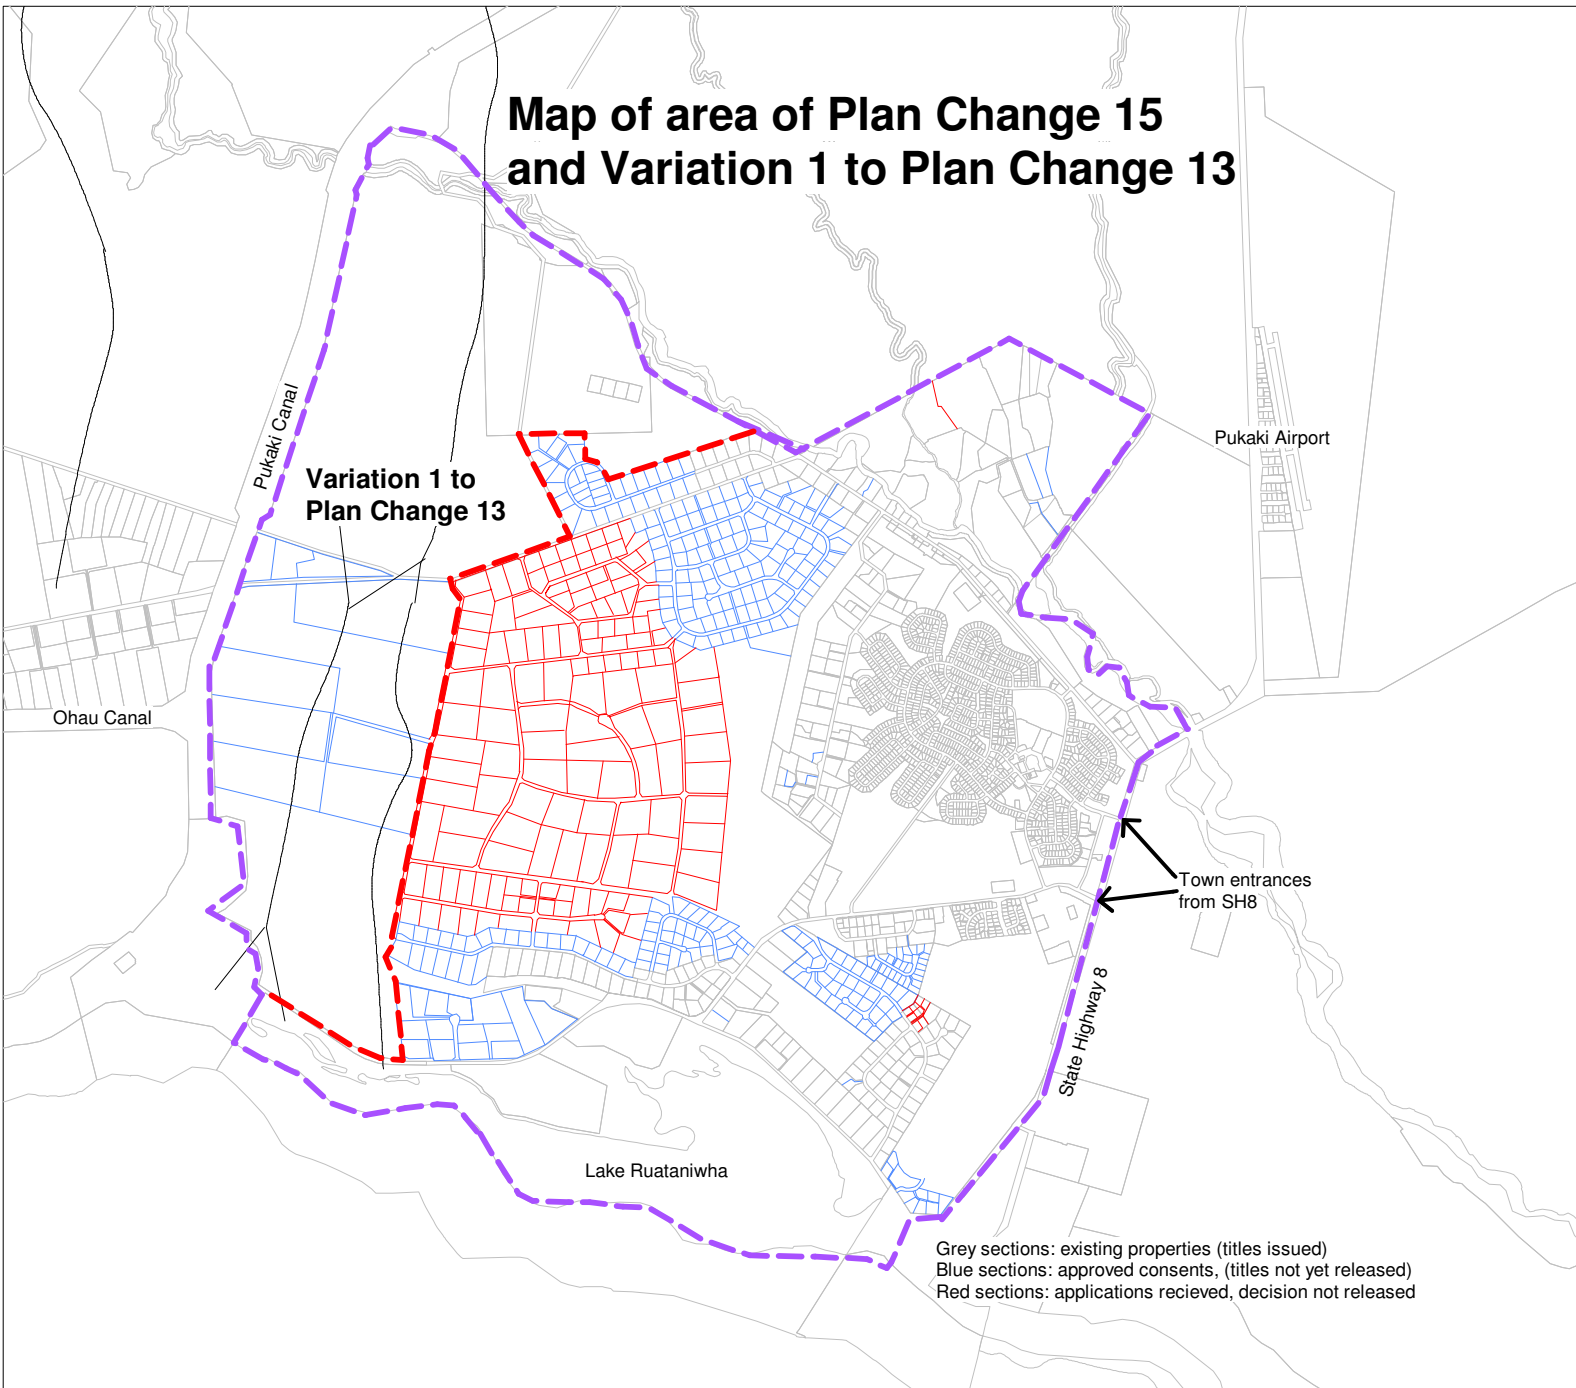 Map of area of Plan Change 15
and Variation 1 to Plan Change 13
Pukaki Canal
Pukaki Airport
Variation 1 to
Plan Change 13
Ohau Canal
Town entrances
from SH8
State Highway 8
Lake Ruataniwha
Grey sections: existing properties (titles issued)
Blue sections: approved consents, (titles not yet released)
Red sections: applications recieved, decision not released